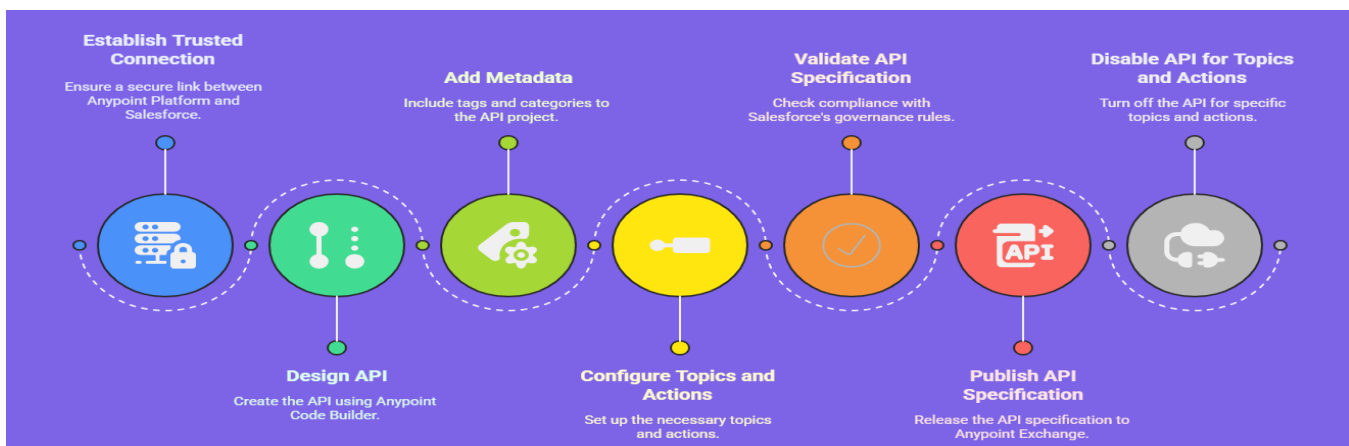 Establish Trusted
Connection
Ensure a secure link between
Anypoint Platform and
Salesforce.
Design API
Create the API using Anypoint
Code Builder.
Add Metadata
Include tags and categories to
the API project.
Configure Topics and
Actions
Set up the necessary topics
and actions.
Validate API
Specification
Check compliance with
Salesforce's governance rules.
API
Publish API
Specification
Release the API specification to
Anypoint Exchange.
Disable API for Topics
and Actions
Turn off the API for specific
topics and actions.